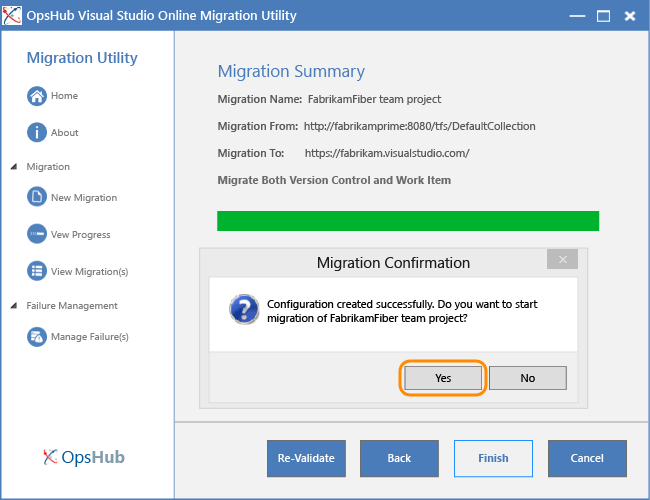 OpsHub Visual Studio Online Migration Utility
Migration Utility
Home
About
Migration
New Migration
Vew Progress
View Migration(s)
Failure Management
Manage Failure(s)
OpsHub
Migration Summary
Migration Name: FabrikamFiber team project
Migration From: http://fabrikamprime:8080/tfs/DefaultCollection
Migration To: https://fabrikam.visualstudio.com/
Migrate Both Version Control and Work Item
Migration Confirmation
Configuration created successfully. Do you want to start
migration of FabrikamFiber team project?
Yes No
Re-Validate Back Finish Cancel